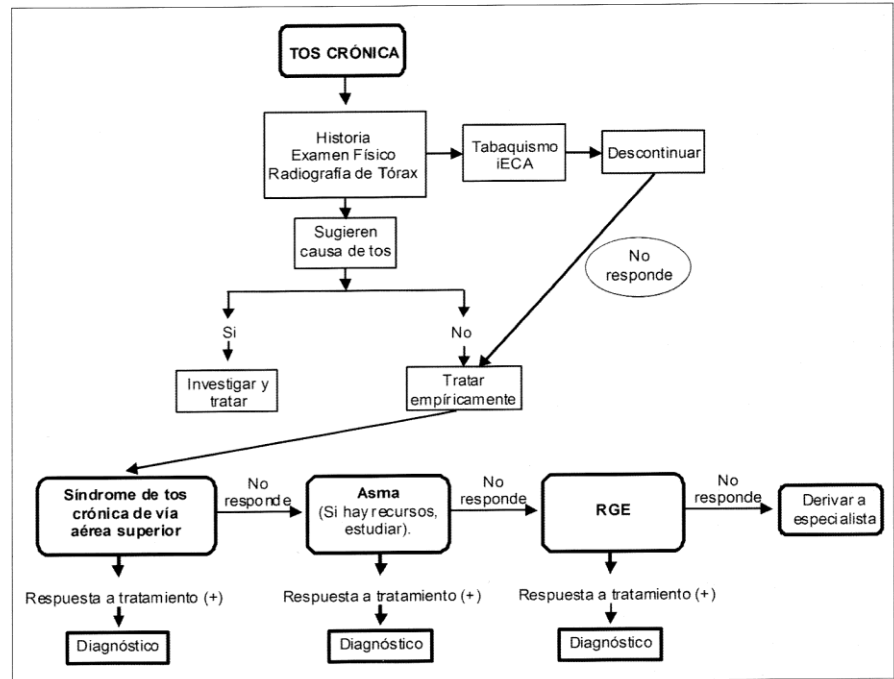 TOS CRÓNICA
Historia
Examen Físico
Radiografía de Tórax
Tabaquismo
iECA
Descontinuar
Sugieren
causa de tos
No
responde
Si
No
Investigar y
tratar
Tratar
empíricamente
Síndrome de tos
crónica de vía
aérea superior
No
responde
Asma
(Si hay recursos,
estudiar).
No
responde
RGE
No
responde
Derivar a
especialista
Respuesta a tratamiento (+)
Respuesta a tratamiento (+)
Respuesta a tratamiento (+)
Diagnóstico
Diagnóstico
Diagnóstico